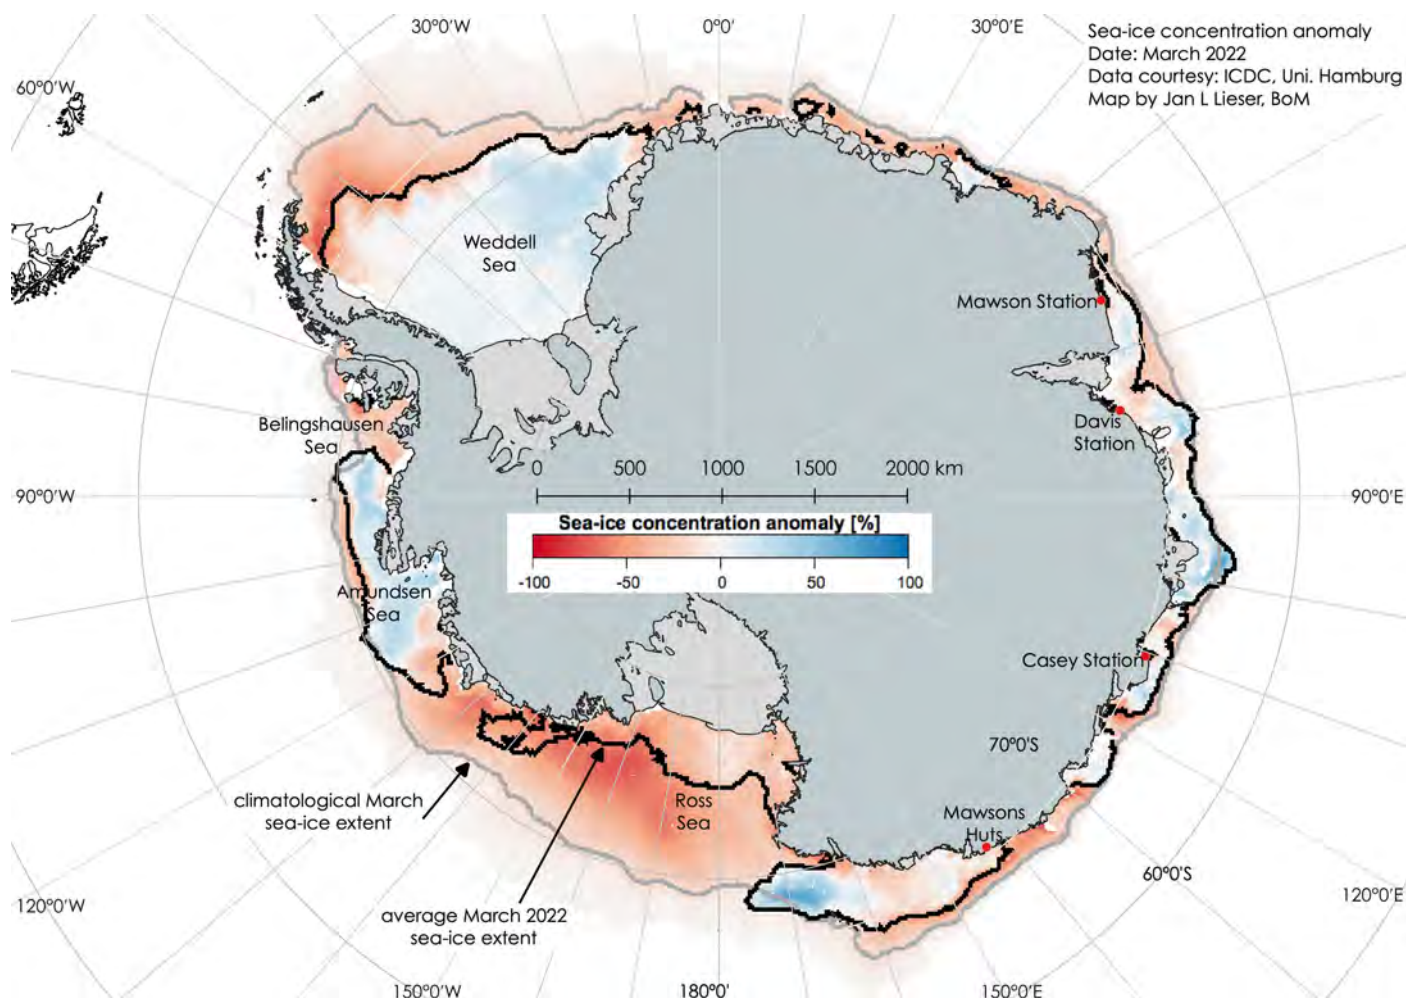 30°0'W
0°0'
30°0'E
Sea-ice concentration anomaly
Date: March 2022
Data courtesy: ICDC, Uni. Hamburg
Map by Jan L Lieser, BoM
60°0'W
Weddell
Sea
Mawson Station
Belingshausen
Sea
Davis
Station
0 500 1000 2000 km
90°0'W
90°0'E
Sea-ice concentration anomaly [%]
-100 -50 0 50 100
Amundsen
Sea
Casey Station
70°0'S
climatological March
sea-ice extent
Ross
Sea
Mawsons
Huts
60°0'S
120°0'W
120°0'E
average March 2022
sea-ice extent
150°0'W
180°0'
150°0'E